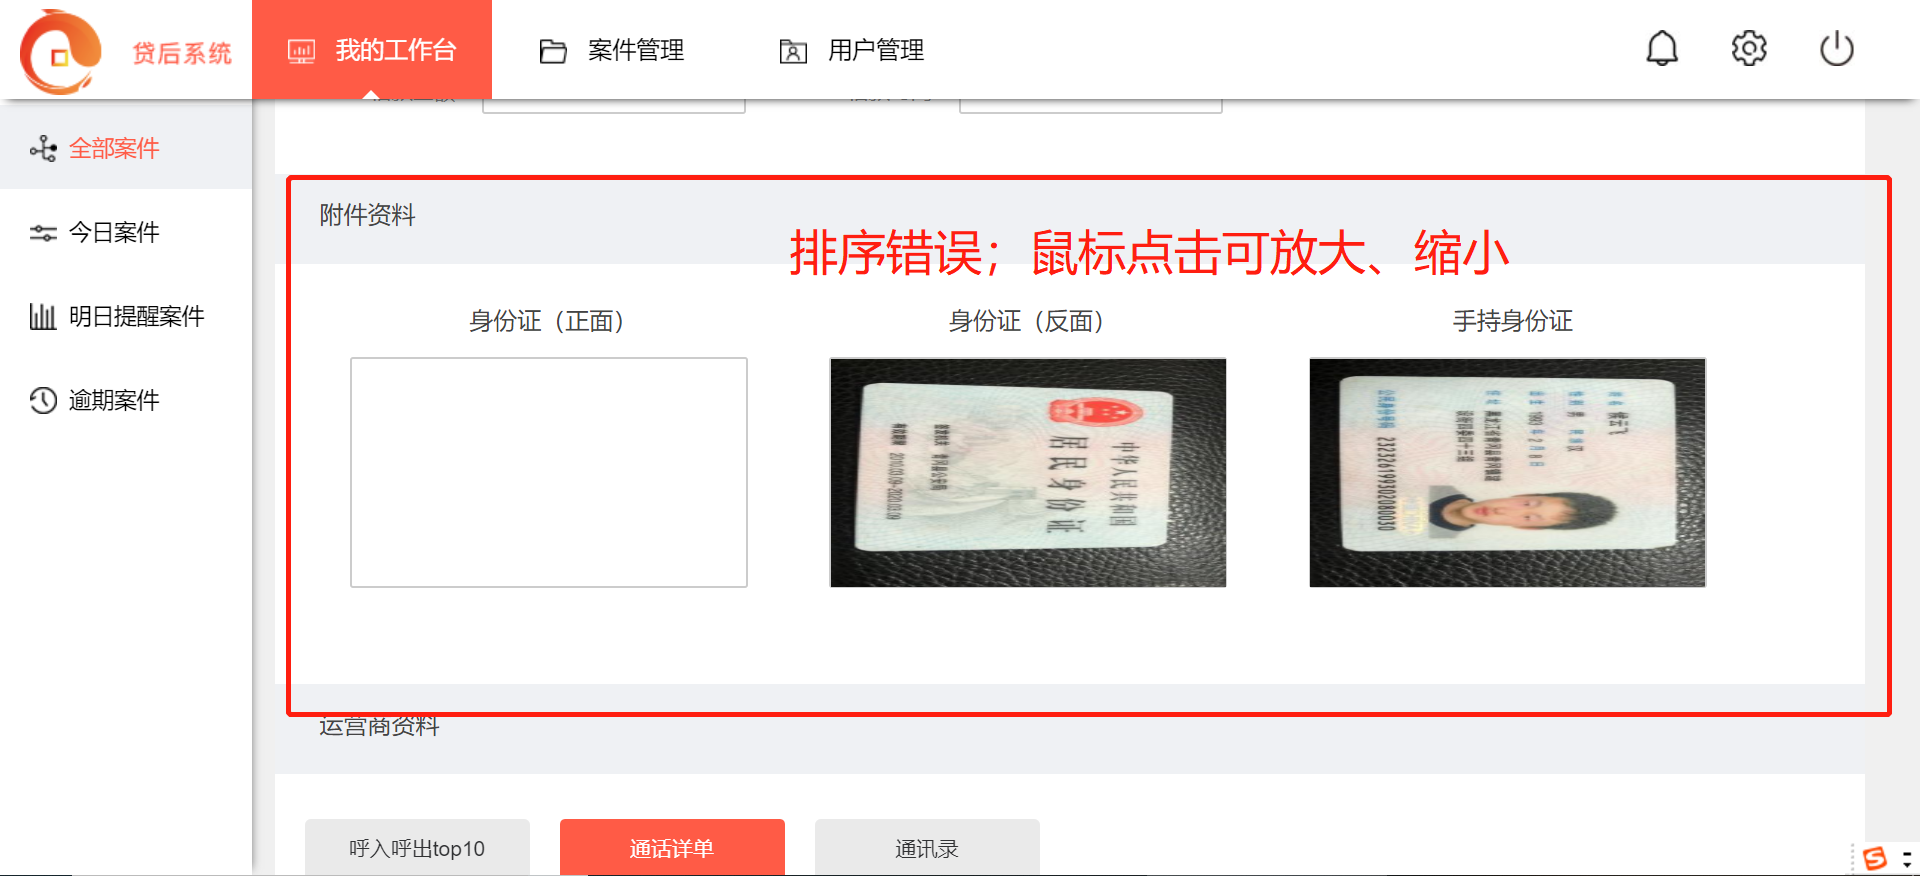 贷后系统
我的工作台
案件管理
用户管理
全部案件
今日案件
明日提醒案件
逾期案件
附件资料
排序错误；鼠标点击可放大、缩小
身份证（正面）
身份证（反面）
手持身份证
中华人民共和国
居民身份证
运营商资料
呼入呼出top10
通话详单
通讯录